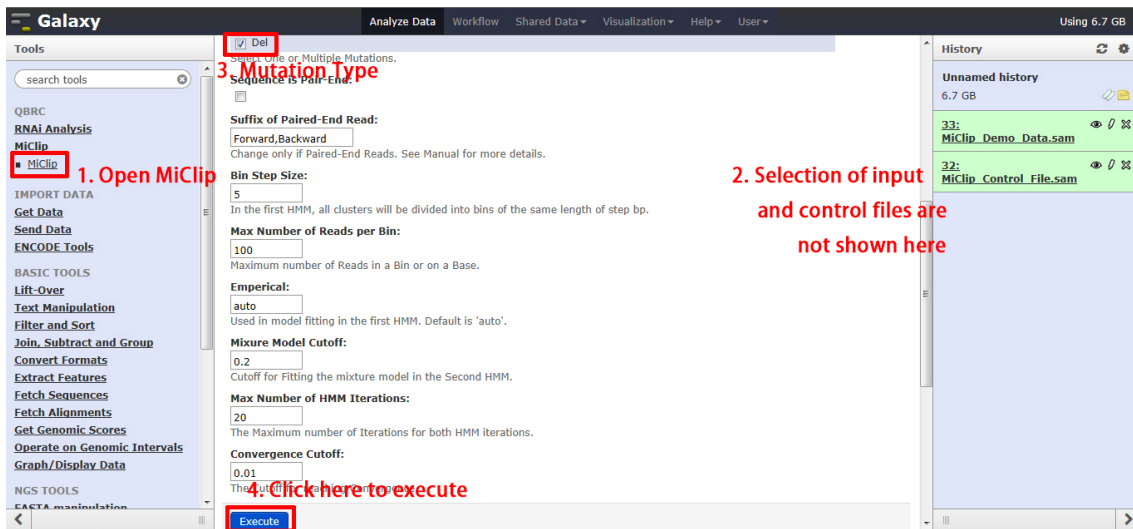 Galaxy
Analyze Data Workflow Shared Data Visualization Help User
Using 6.7 GB
Tools
search tools
QBRC
RNAi Analysis
MiClip
MiClip
1. Open MiClip
IMPORT DATA
Get Data
Send Data
ENCODE Tools
BASIC TOOLS
Lift-Over
Text Manipulation
Filter and Sort
Join, Subtract and Group
Convert Formats
Extract Features
Fetch Sequences
Fetch Alignments
Get Genomic Scores
Operate on Genomic Intervals
Graph/Display Data
NGS TOOLS
FASTA manipulation
Del
Select One or Multiple Mutations.
3. Mutation Type
Sequence is Pair-End:
Suffix of Paired-End Read:
Forward,Backward
Change only if Paired-End Reads. See Manual for more details.
Bin Step Size:
5
In the first HMM, all clusters will be divided into bins of the same length of step bp.
Max Number of Reads per Bin:
100
Maximum number of Reads in a Bin or on a Base.
Emperical:
auto
Used in model fitting in the first HMM. Default is 'auto'.
Mixure Model Cutoff:
0.2
Cutoff for Fitting the mixture model in the Second HMM.
Max Number of HMM Iterations:
20
The Maximum number of Iterations for both HMM iterations.
Convergence Cutoff:
0.01
The Cutoff for reaching Convergence.
4. Click here to execute
Execute
2. Selection of input
and control files are
not shown here
History
Unnamed history
6.7 GB
33:
MiClip_Demo_Data.sam
32:
MiClip_Control_File.sam